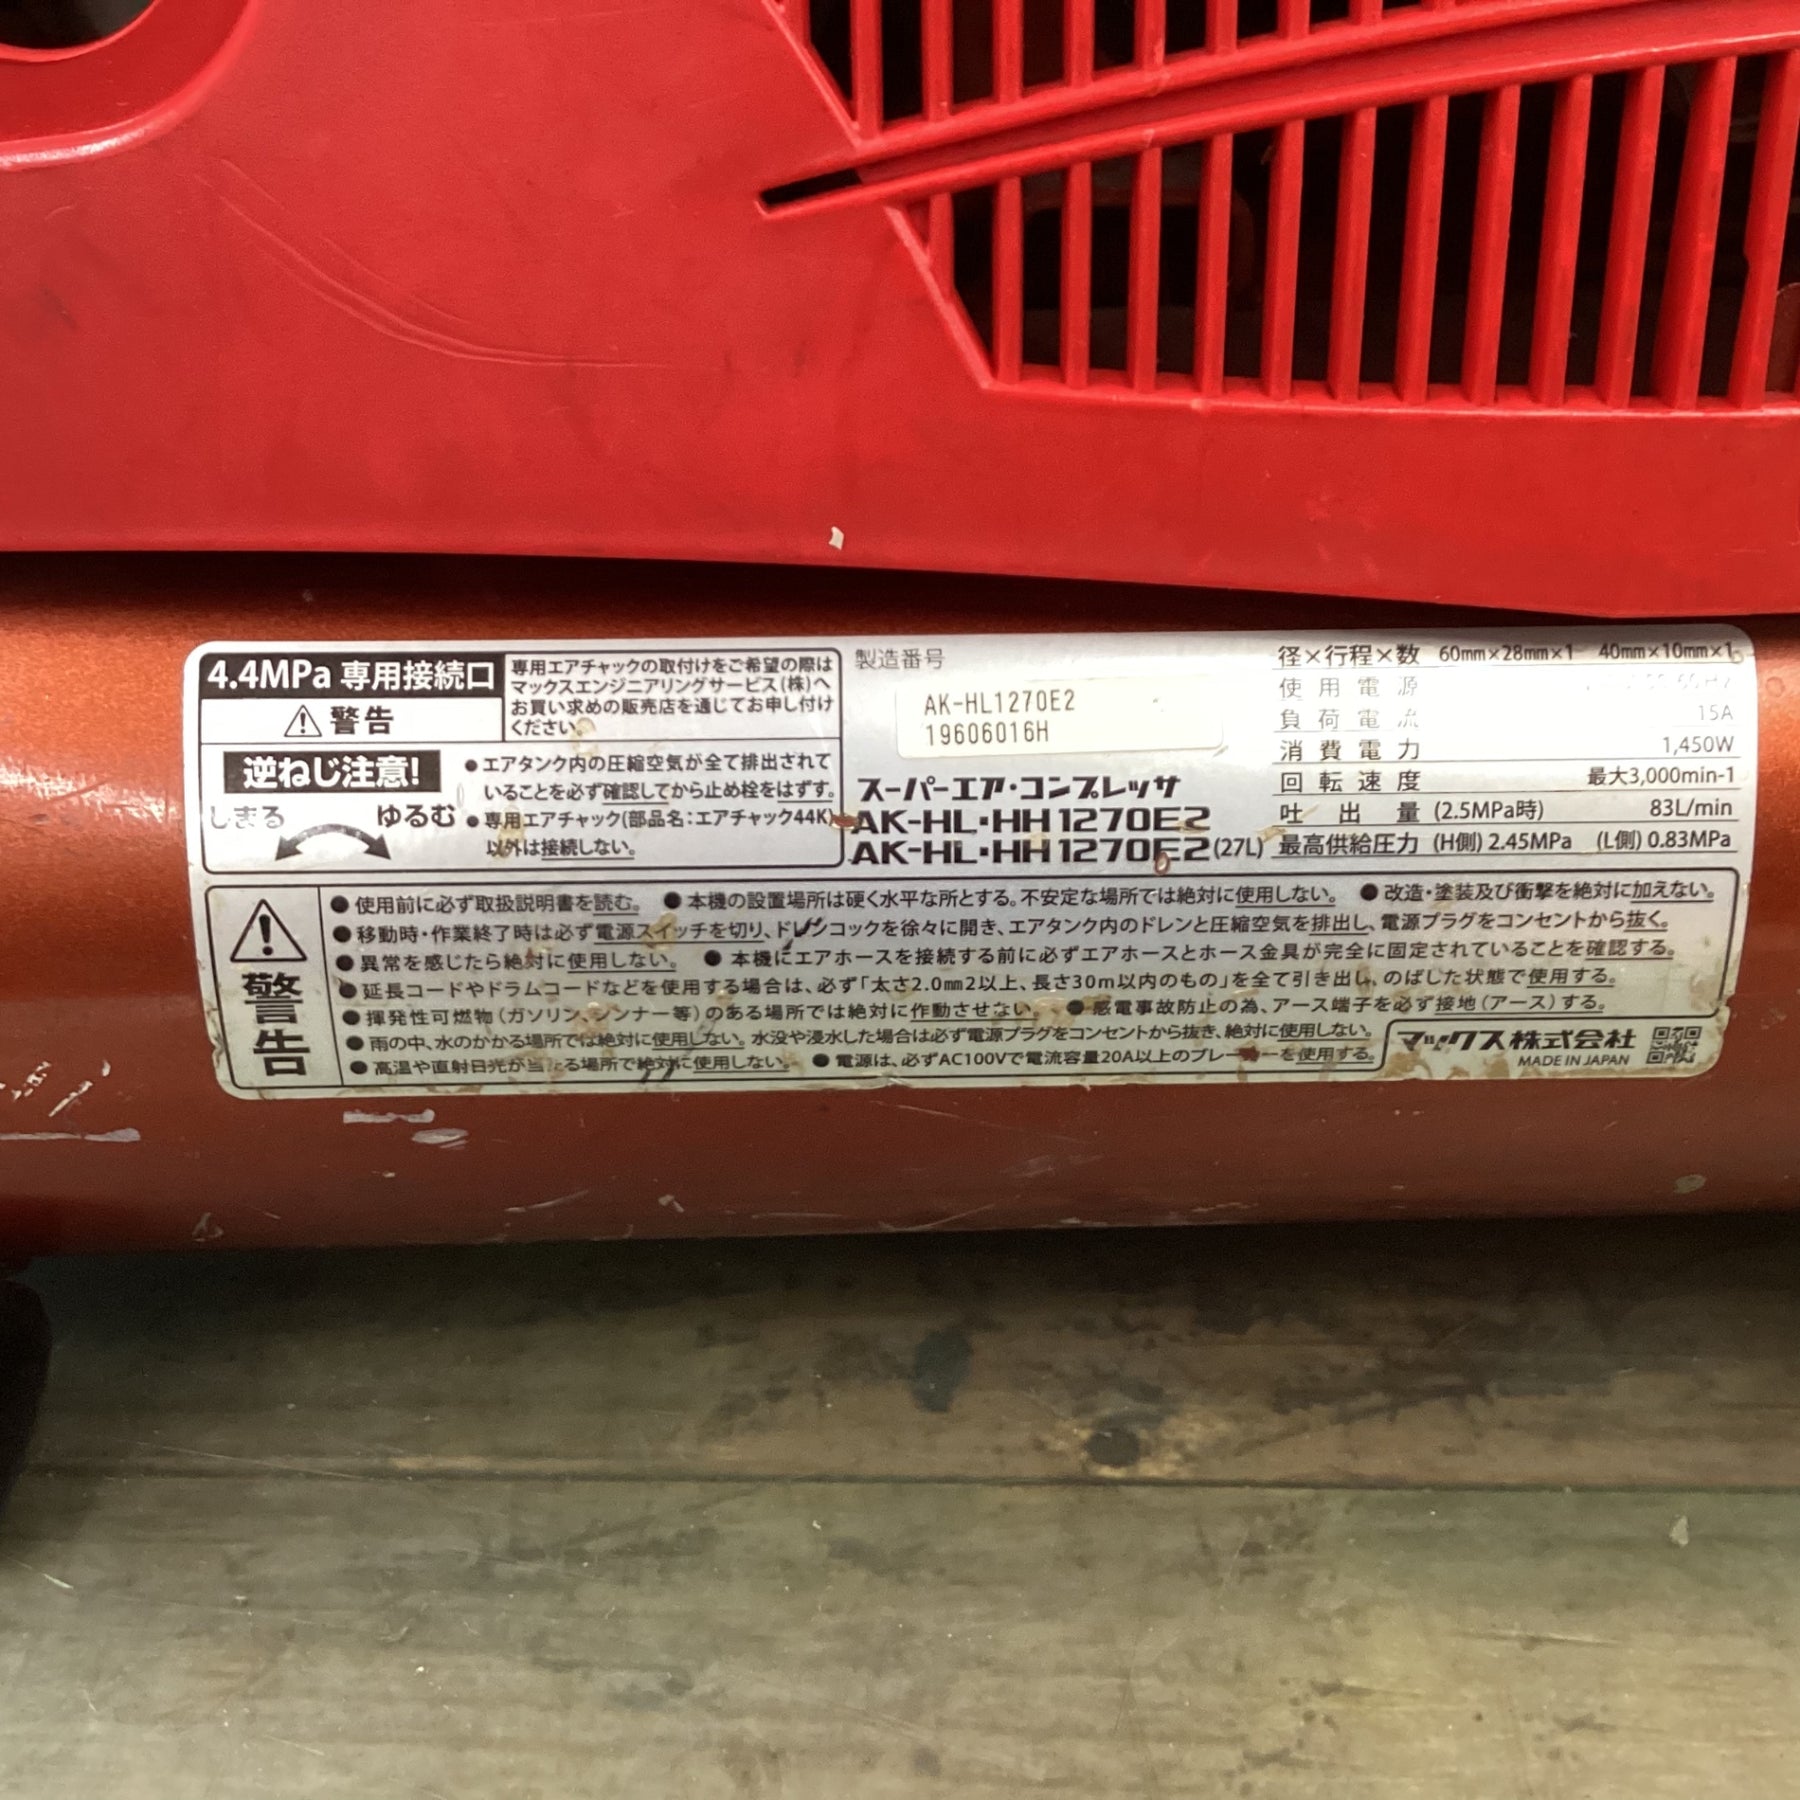 4.4MPa 専用接続口
警告
専用エアチャックの取付けをご希望の際は
マックスエンジニアリングサービス(株)へ
お買い求めの販売店を通じてお申し付け
ください。
逆ねじ注意!
しまる ゆるむ
●エアタンク内の圧縮空気が全て排出されて
いることを必ず確認してから止め栓をはずす。
●専用エアチャック(部品名:エアチャック44K)
以外は接続しない。
製造番号
AK-HL1270E2
19606016H
スーパーエア・コンプレッサ
AK-HL・HH1270E2
AK-HL・HH1270E2(27L)
径×行程×数 60mm×28mm×1 40mm×10mm×1
使用電源
負荷電流 15A
消費電力 1,450W
回転速度 最大3,000min-1
吐出量 (2.5MPa時) 83L/min
最高供給圧力 (H側) 2.45MPa (L側) 0.83MPa
警告
●使用前に必ず取扱説明書を読む。 ●本機の設置場所は硬く水平な所とする。不安定な場所では絶対に使用しない。 ●改造・塗装及び衝撃を絶対に加えない。
●移動時・作業終了時は必ず電源スイッチを切り、ドレンコックを徐々に開き、エアタンク内のドレンと圧縮空気を排出し、電源プラグをコンセントから抜く。
●異常を感じたら絶対に使用しない。 ●本機にエアホースを接続する前に必ずエアホースとホース金具が完全に固定されていることを確認する。
●延長コードやドラムコードなどを使用する場合は、必ず「太さ2.0mm2以上、長さ30m以内のもの」を全て引き出し、のばした状態で使用する。
●揮発性可燃物(ガソリン、シンナー等)のある場所では絶対に作動させない。 ●感電事故防止の為、アース端子を必ず接地(アース)する。
●雨の中、水のかかる場所では絶対に使用しない。水没や浸水した場合は必ず電源プラグをコンセントから抜き、絶対に使用しない。
●高温や直射日光が当たる場所で絶対に使用しない。 ●電源は、必ずAC100Vで電流容量20A以上のブレーカーを使用する。
マックス株式会社
MADE IN JAPAN